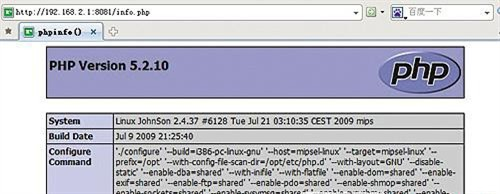 http://192.168.2.1:8081/info.php
百度一下
phpinfo()
PHP Version 5.2.10
php
System Linux JohnSon 2.4.37 #6128 Tue Jul 21 03:10:35 CEST 2009 mips
Build Date Jul 9 2009 21:25:40
Configure Command './configure' '--build=i386-pc-linux-gnu' '--host=mipsel-linux' '--target=mipsel-linux' '--
prefix=/opt' '--with-config-file-scan-dir=/opt/etc/php.d' '--with-layout=GNU' '--disable-
static' '--enable-dba=shared' '--with-inifile' '--with-flatfile' '--enable-dom=shared' '--enable-
exif=shared' '--enable-ftp=shared' '--enable-pdo=shared' '--enable-shmop=shared' '--
enable-sockets=shared'